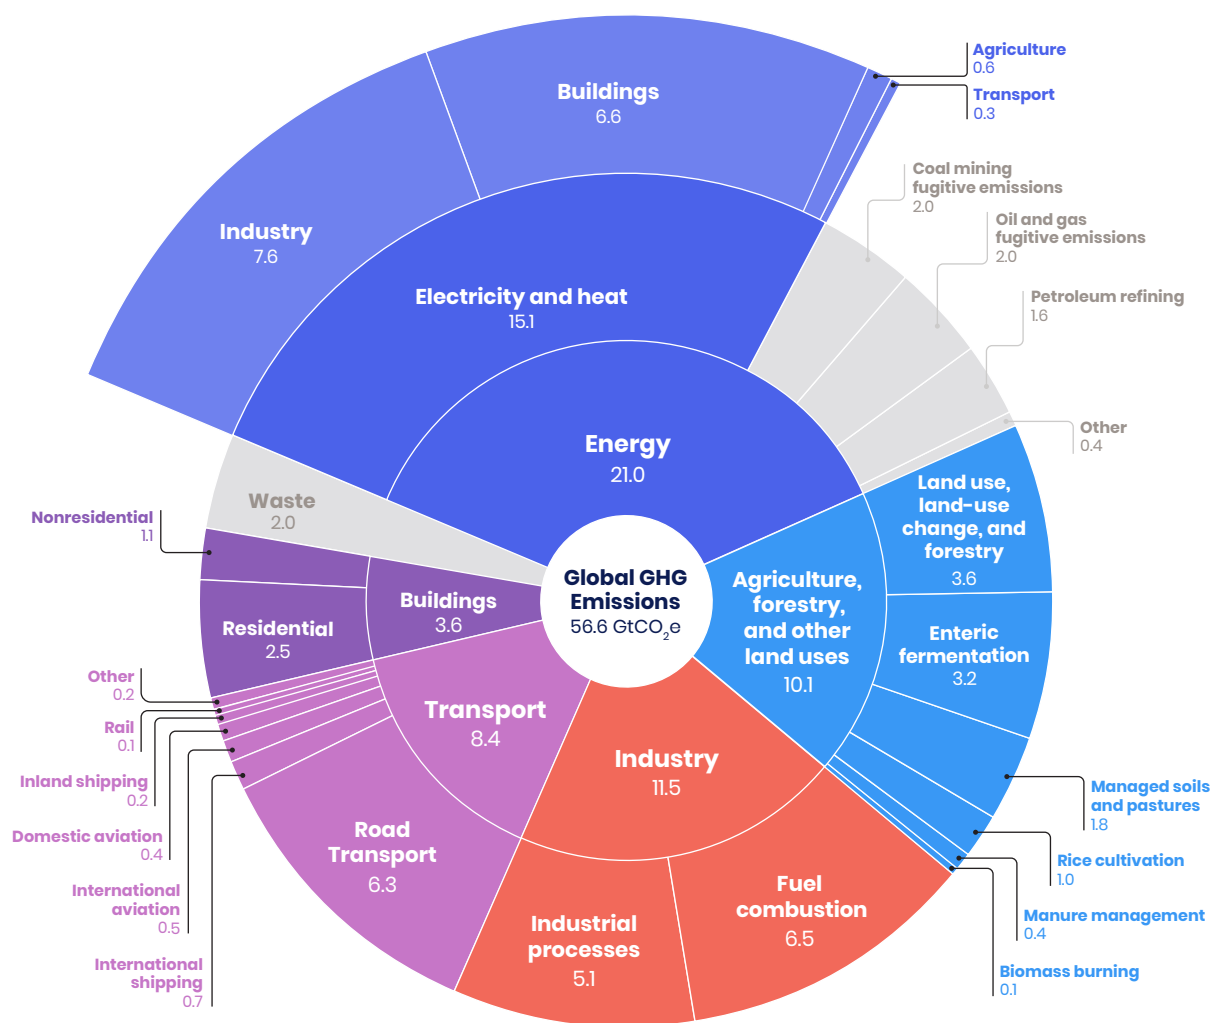 Agriculture
0.6
Buildings
6.6
Transport
0.3
Coal mining
fugitive emissions
2.0
Oil and gas
fugitive emissions
2.0
Industry
7.6
Electricity and heat
15.1
Petroleum refining
1.6
Other
0.4
Energy
21.0
Land use,
land-use
change, and
forestry
3.6
Waste
2.0
Nonresidential
1.1
Global GHG
Emissions
56.6 GtCO2e
Agriculture,
forestry,
and other
land uses
10.1
Buildings
3.6
Residential
2.5
Enteric
fermentation
3.2
Other
0.2
Rail
0.1
Inland shipping
0.2
Domestic aviation
0.4
International
aviation
0.5
International
shipping
0.7
Transport
8.4
Industry
11.5
Road
Transport
6.3
Managed soils
and pastures
1.8
Rice cultivation
1.0
Manure management
0.4
Biomass burning
0.1
Fuel
combustion
6.5
Industrial
processes
5.1